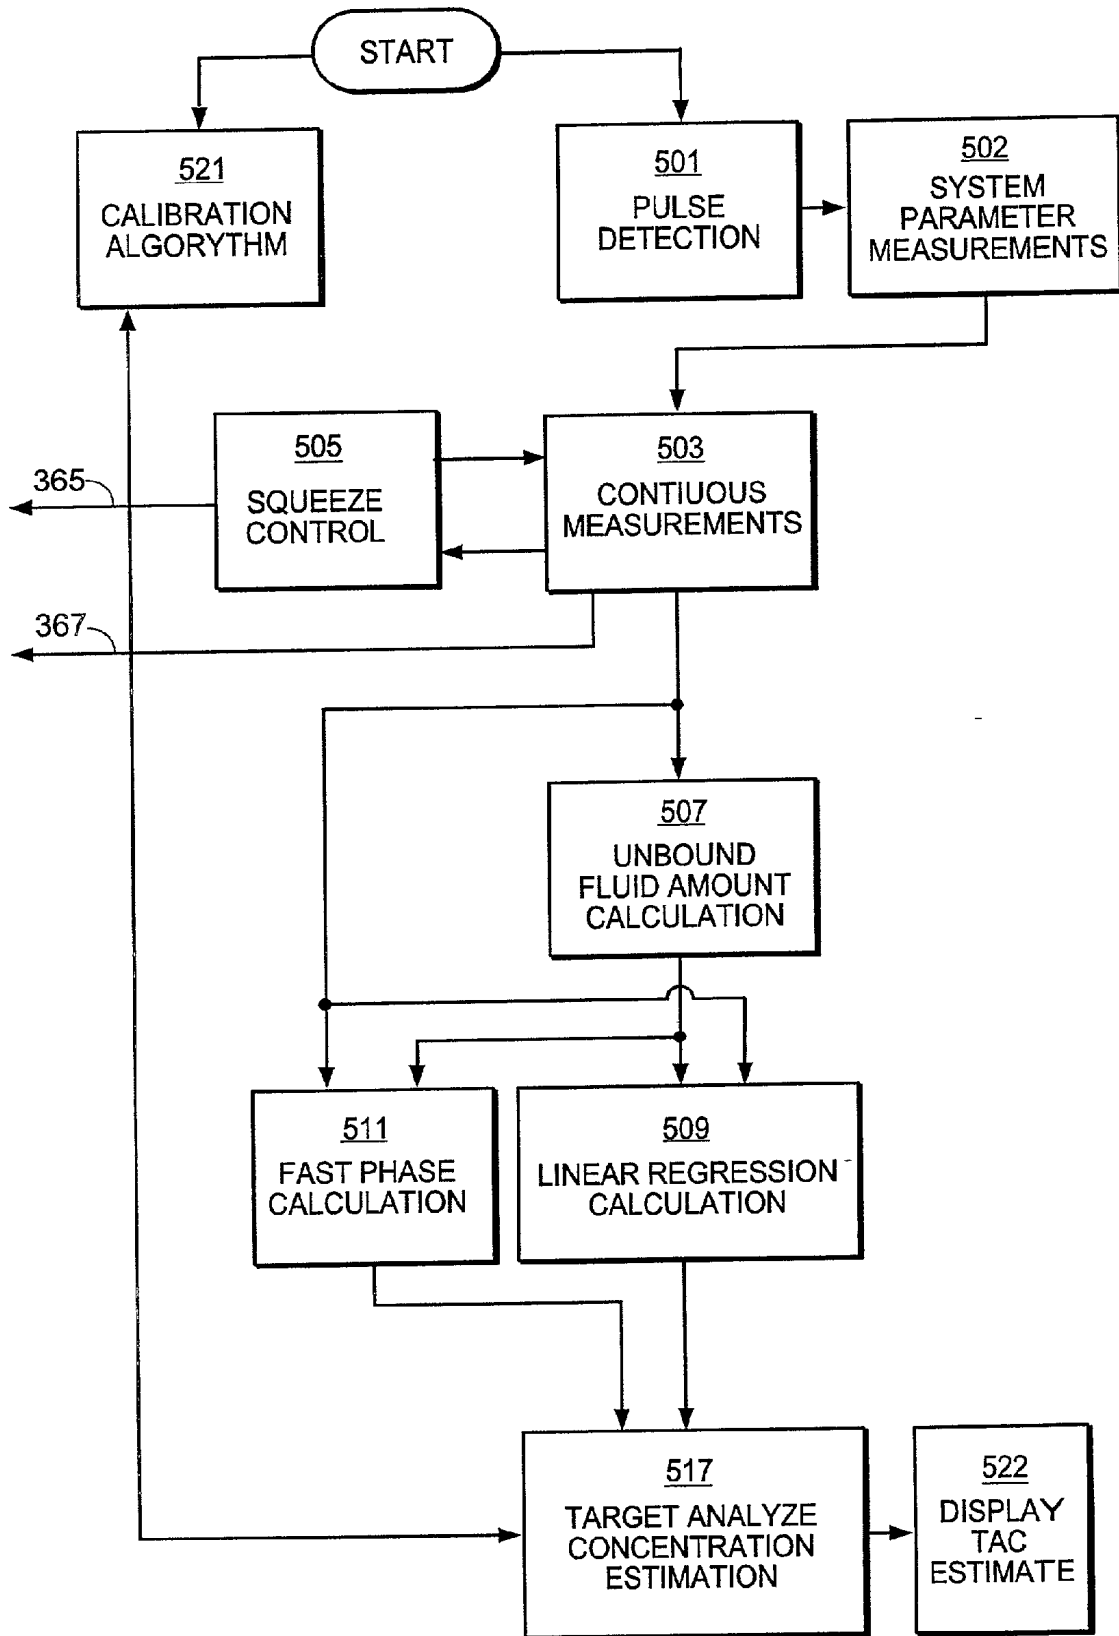 START
521
CALIBRATION
ALGORYTHM
501
PULSE
DETECTION
502
SYSTEM
PARAMETER
MEASUREMENTS
505
SQUEEZE
CONTROL
503
CONTIUOUS
MEASUREMENTS
365
367
507
UNBOUND
FLUID AMOUNT
CALCULATION
511
FAST PHASE
CALCULATION
509
LINEAR REGRESSION
CALCULATION
517
TARGET ANALYZE
CONCENTRATION
ESTIMATION
522
DISPLAY
TAC
ESTIMATE